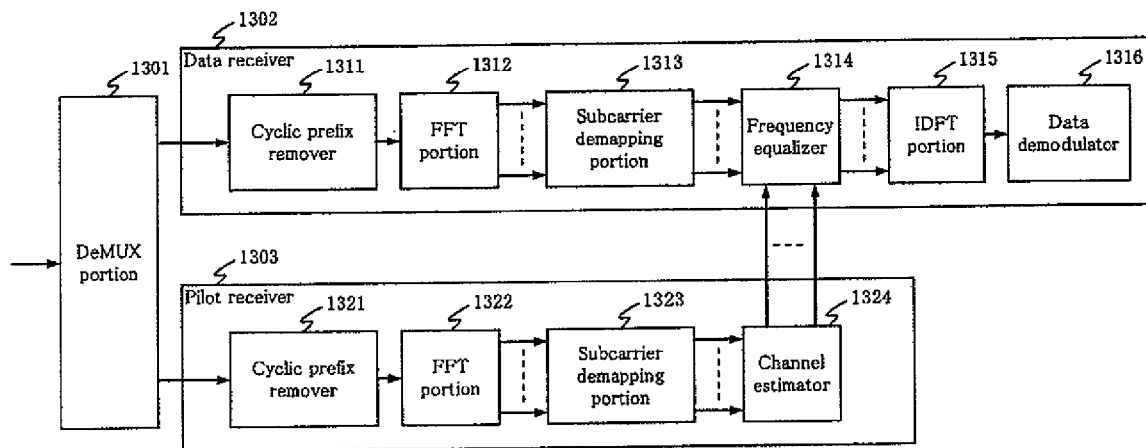 1302
Data receiver
1301
1311
1312
1313
1314
1315
1316
Cyclic prefix
remover
FFT
portion
Subcarrier
demapping
portion
Frequency
equalizer
IDFT
portion
Data
demodulator
DeMUX
portion
1303
Pilot receiver
1321
1322
1323
1324
Cyclic prefix
remover
FFT
portion
Subcarrier
demapping
portion
Channel
estimator